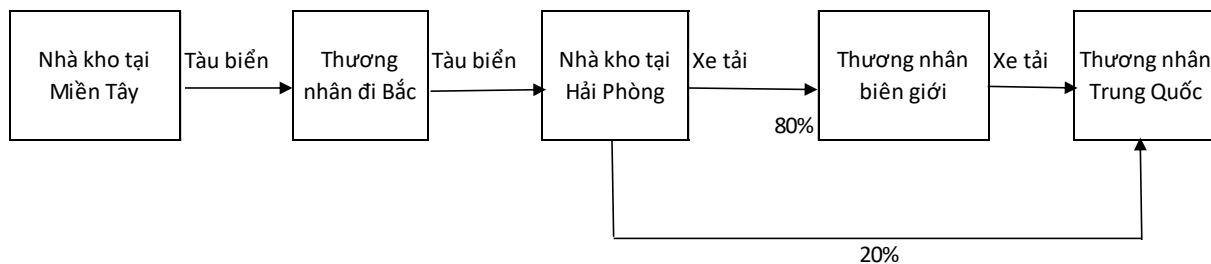 Nhà kho tại
Miền Tây
Tàu biển
Thương
nhân đi Bắc
Tàu biển
Nhà kho tại
Hải Phòng
Xe tải
80%
Thương nhân
biên giới
Xe tải
Thương nhân
Trung Quốc
20%